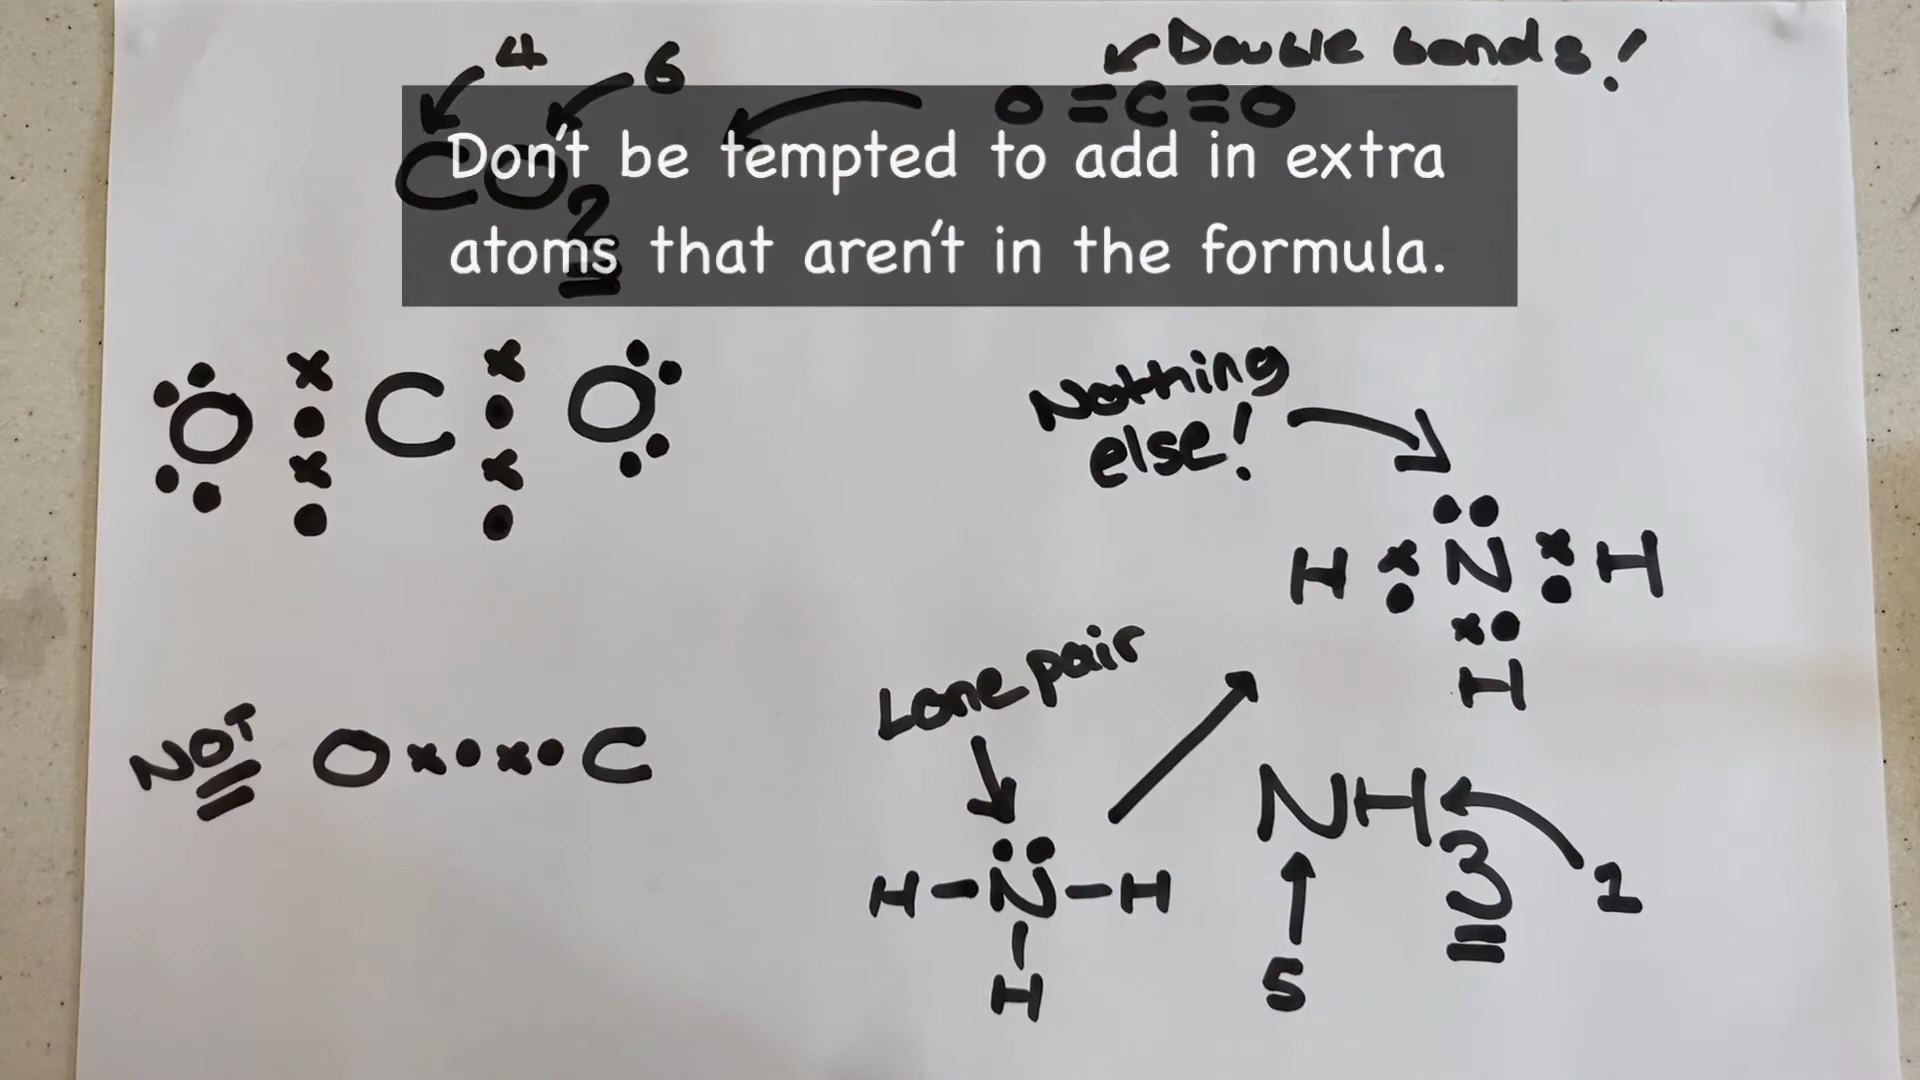 4
6
Double bonds!
O = C = O
CO2
Don't be tempted to add in extra
atoms that aren't in the formula.
O C O
x x
x x
Nothing
else!
H x N x H
x
H
Lone pair
NOT O x • x • C
H - N - H
H
NH3
1
5